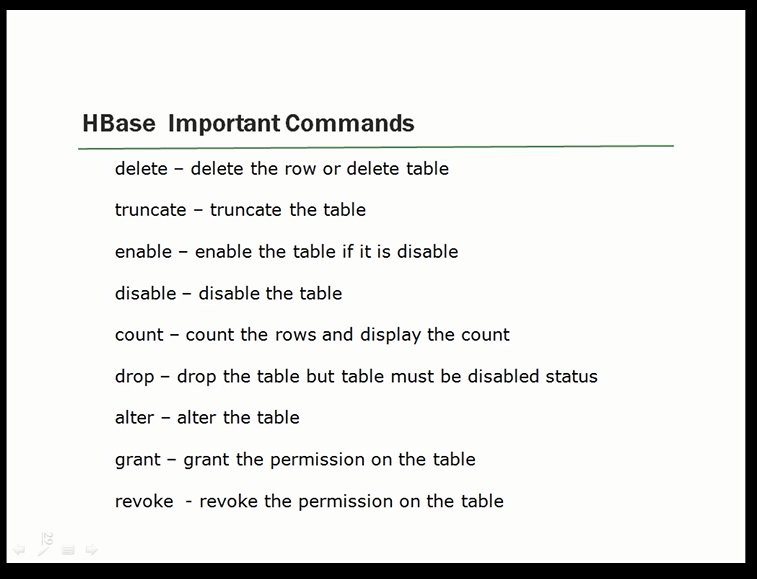 HBase Important Commands
delete – delete the row or delete table
truncate – truncate the table
enable – enable the table if it is disable
disable – disable the table
count – count the rows and display the count
drop – drop the table but table must be disabled status
alter – alter the table
grant – grant the permission on the table
revoke - revoke the permission on the table
29